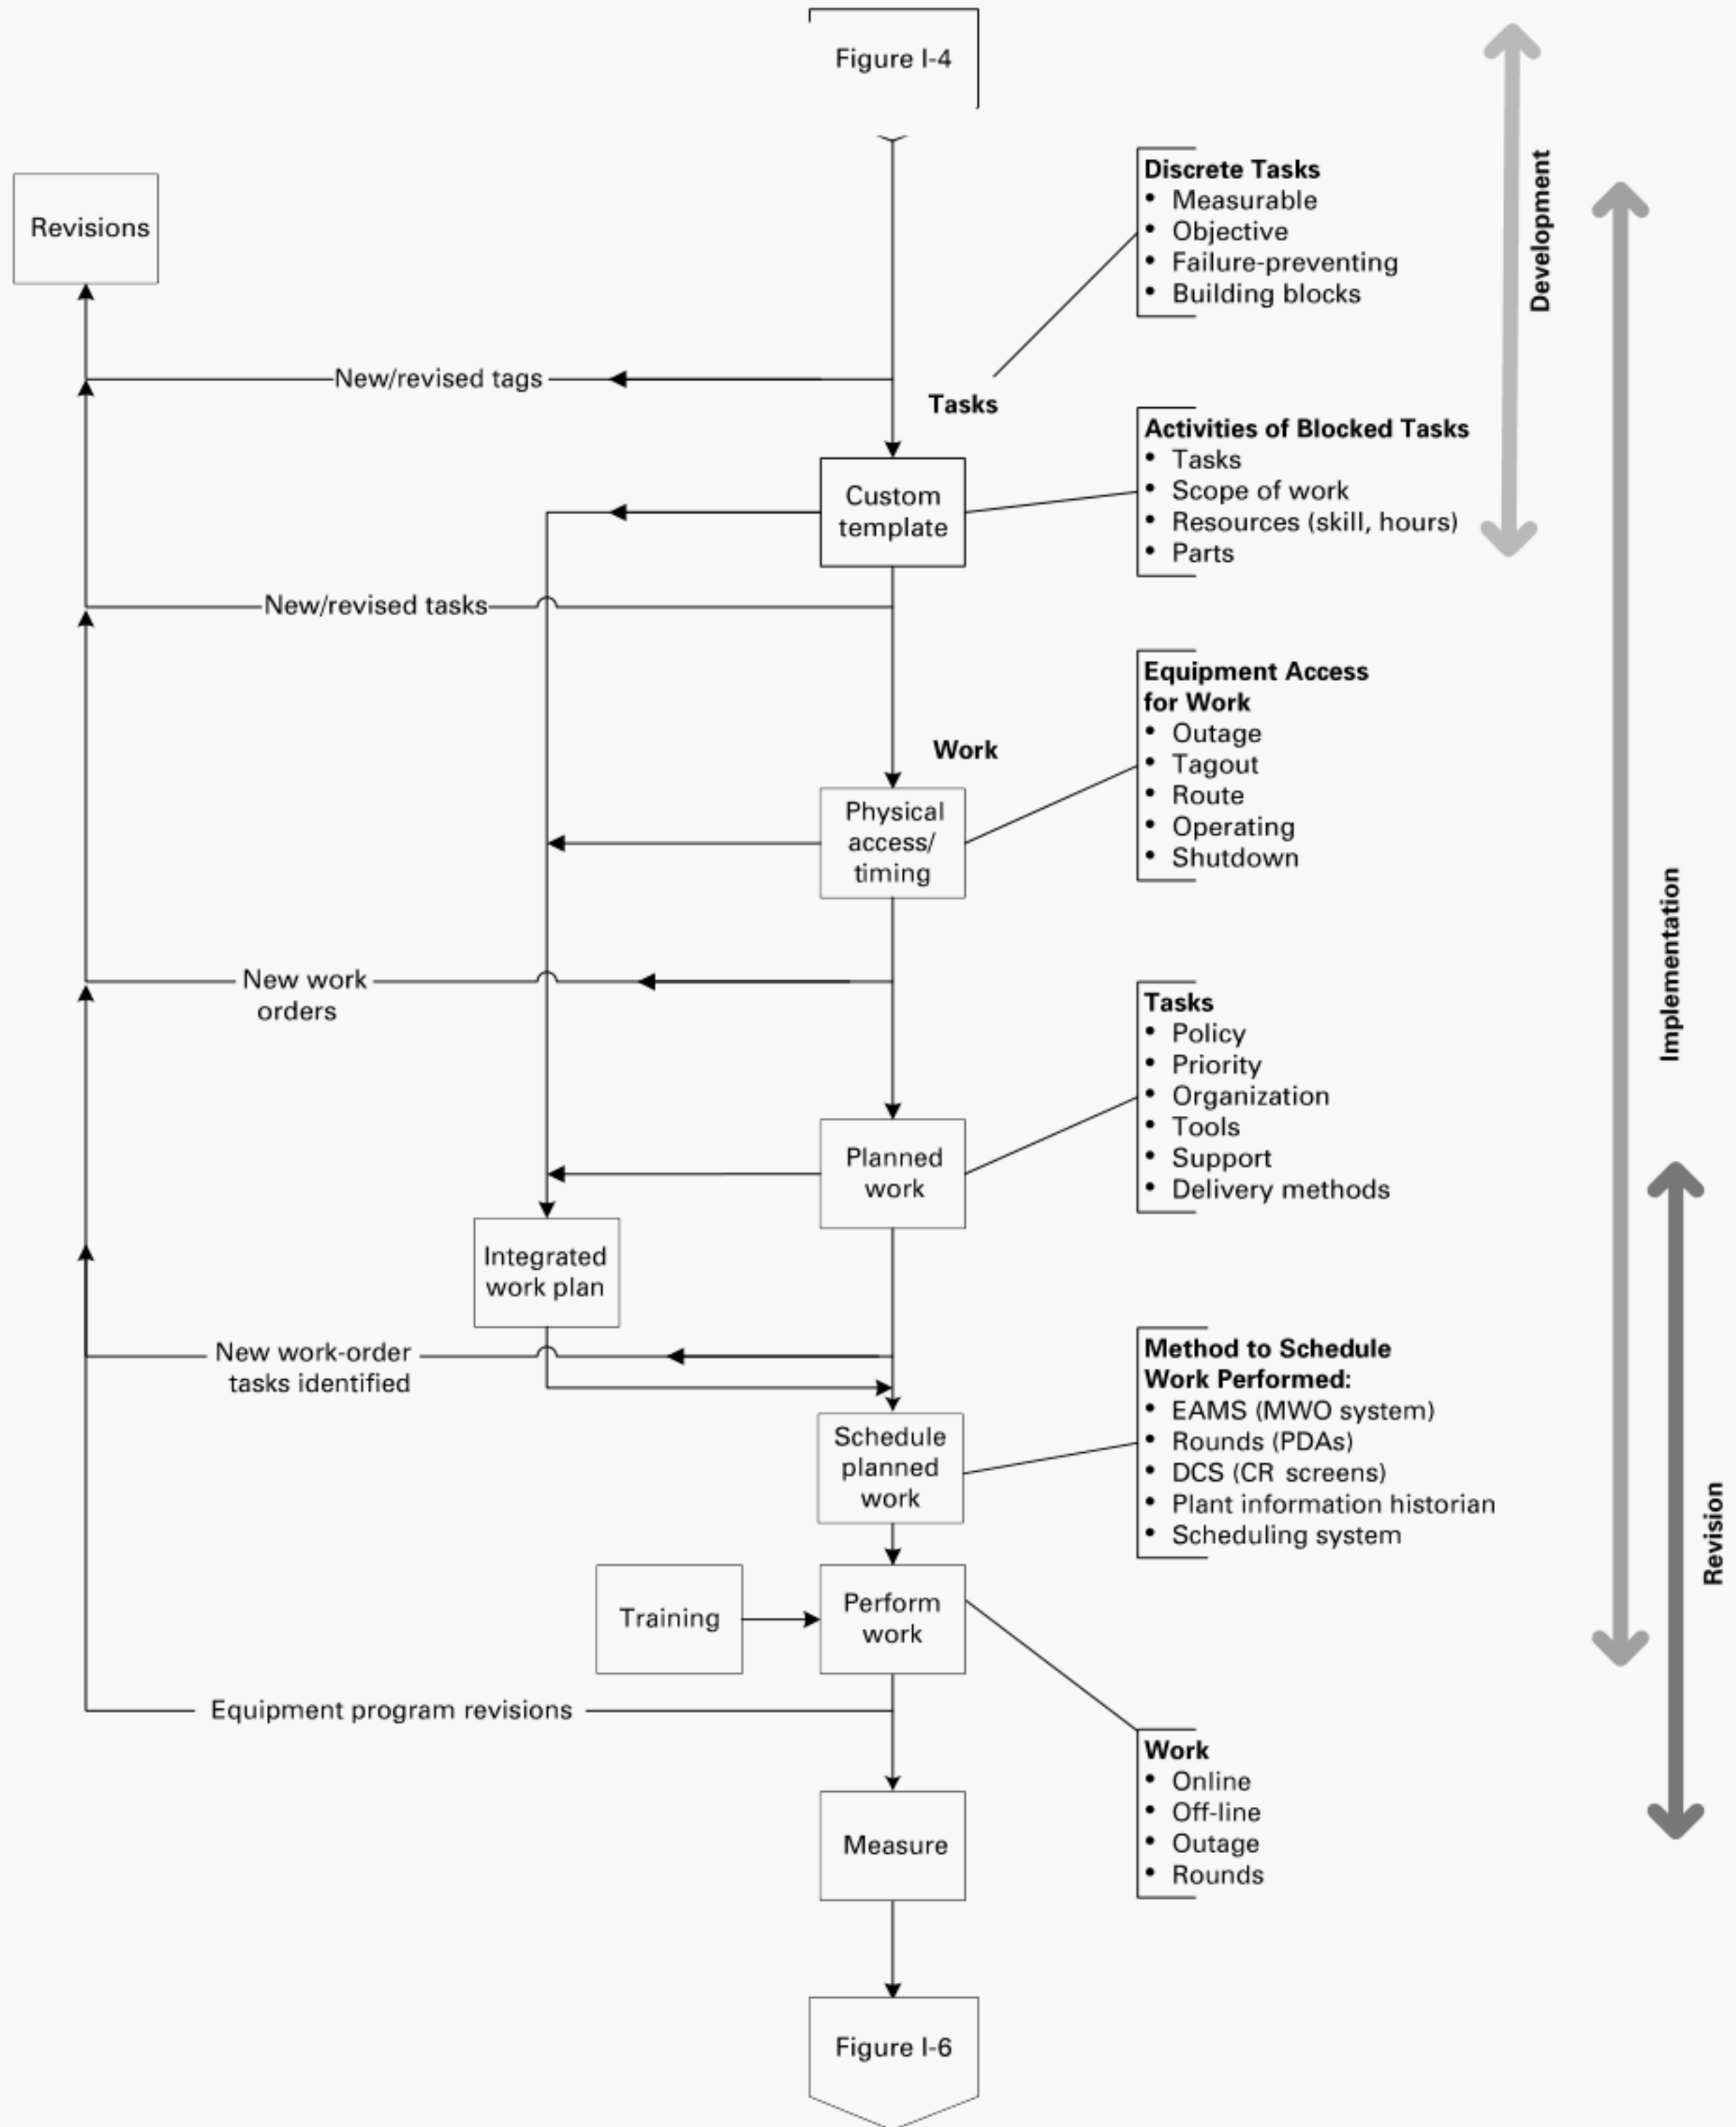 Figure I-4
Discrete Tasks
• Measurable
• Objective
• Failure-preventing
• Building blocks
Development
Revisions
New/revised tags
Tasks
Activities of Blocked Tasks
• Tasks
• Scope of work
• Resources (skill, hours)
• Parts
Custom
template
New/revised tasks
Equipment Access
for Work
• Outage
• Tagout
• Route
• Operating
• Shutdown
Work
Physical
access/
timing
Implementation
New work
orders
Tasks
• Policy
• Priority
• Organization
• Tools
• Support
• Delivery methods
Planned
work
Integrated
work plan
New work-order
tasks identified
Method to Schedule
Work Performed:
• EAMS (MWO system)
• Rounds (PDAs)
• DCS (CR screens)
• Plant information historian
• Scheduling system
Schedule
planned
work
Revision
Training
Perform
work
Equipment program revisions
Work
• Online
• Off-line
• Outage
• Rounds
Measure
Figure I-6